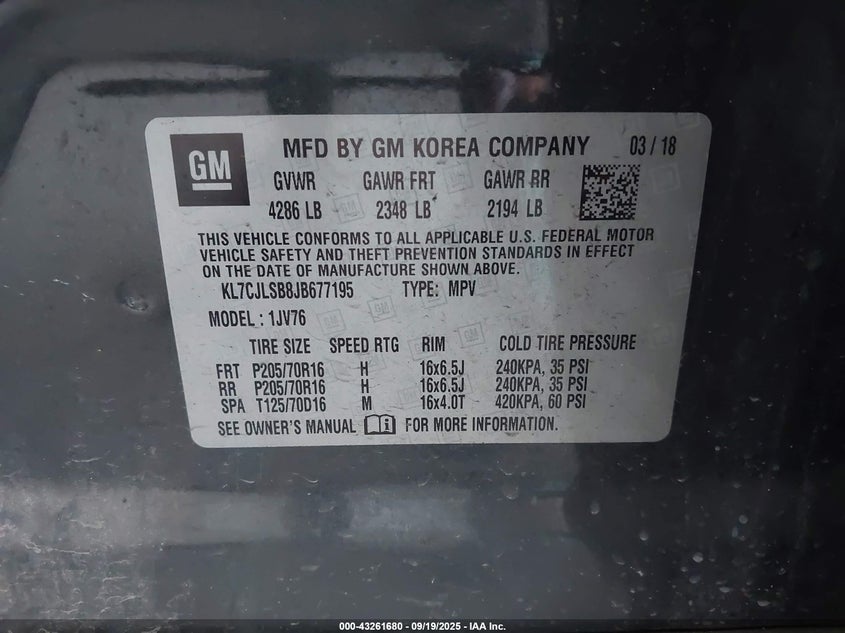 GM MFD BY GM KOREA COMPANY 03 / 18
GVWR GAWR FRT GAWR RR
4286 LB 2348 LB 2194 LB
THIS VEHICLE CONFORMS TO ALL APPLICABLE U.S. FEDERAL MOTOR
VEHICLE SAFETY AND THEFT PREVENTION STANDARDS IN EFFECT
ON THE DATE OF MANUFACTURE SHOWN ABOVE.
KL7CJLSB8JB677195 TYPE: MPV
MODEL : 1JV76
TIRE SIZE SPEED RTG RIM COLD TIRE PRESSURE
FRT P205/70R16 H 16x6.5J 240KPA, 35 PSI
RR P205/70R16 H 16x6.5J 240KPA, 35 PSI
SPA T125/70D16 M 16x4.0T 420KPA, 60 PSI
SEE OWNER'S MANUAL FOR MORE INFORMATION.
000-43261680 - 09/19/2025 - IAA Inc.